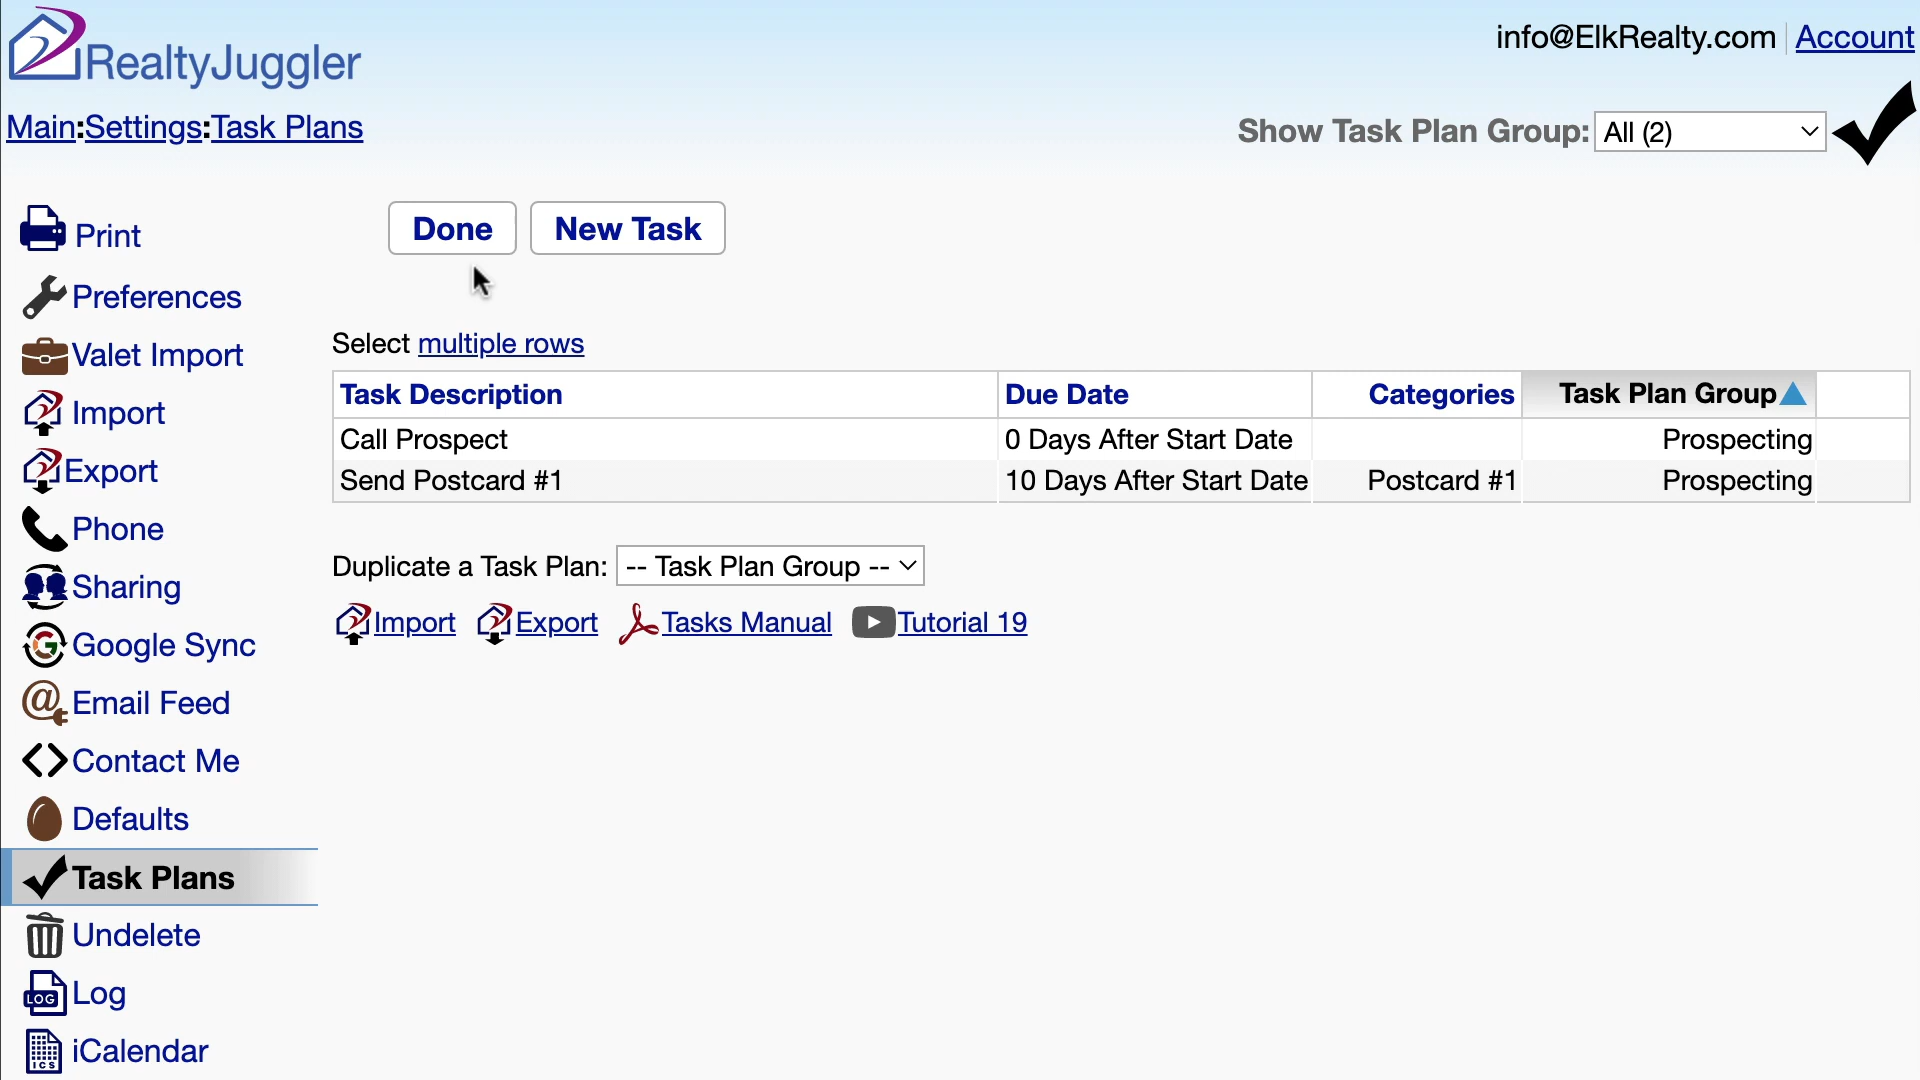 RealtyJuggler
info@ElkRealty.com Account
Main:Settings:Task Plans
Show Task Plan Group: All (2)
Print
Preferences
Valet Import
Import
Export
Phone
Sharing
Google Sync
Email Feed
Contact Me
Defaults
Task Plans
Undelete
LOG Log
ICS iCalendar
Done New Task
Select multiple rows
Task Description Due Date Categories Task Plan Group
Call Prospect 0 Days After Start Date Prospecting
Send Postcard #1 10 Days After Start Date Postcard #1 Prospecting
Duplicate a Task Plan: -- Task Plan Group --
Import Export Tasks Manual Tutorial 19